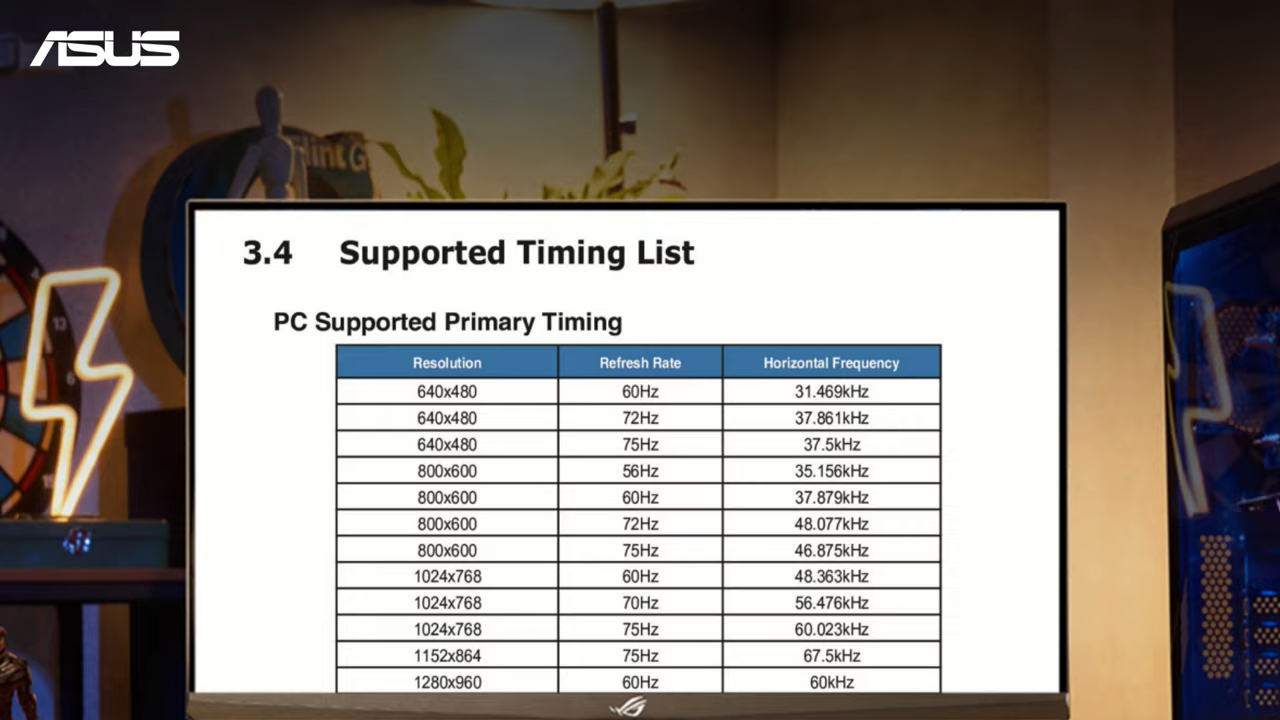 ASUS
3.4 Supported Timing List
PC Supported Primary Timing
Resolution Refresh Rate Horizontal Frequency
640x480 60Hz 31.469kHz
640x480 72Hz 37.861kHz
640x480 75Hz 37.5kHz
800x600 56Hz 35.156kHz
800x600 60Hz 37.879kHz
800x600 72Hz 48.077kHz
800x600 75Hz 46.875kHz
1024x768 60Hz 48.363kHz
1024x768 70Hz 56.476kHz
1024x768 75Hz 60.023kHz
1152x864 75Hz 67.5kHz
1280x960 60Hz 60kHz